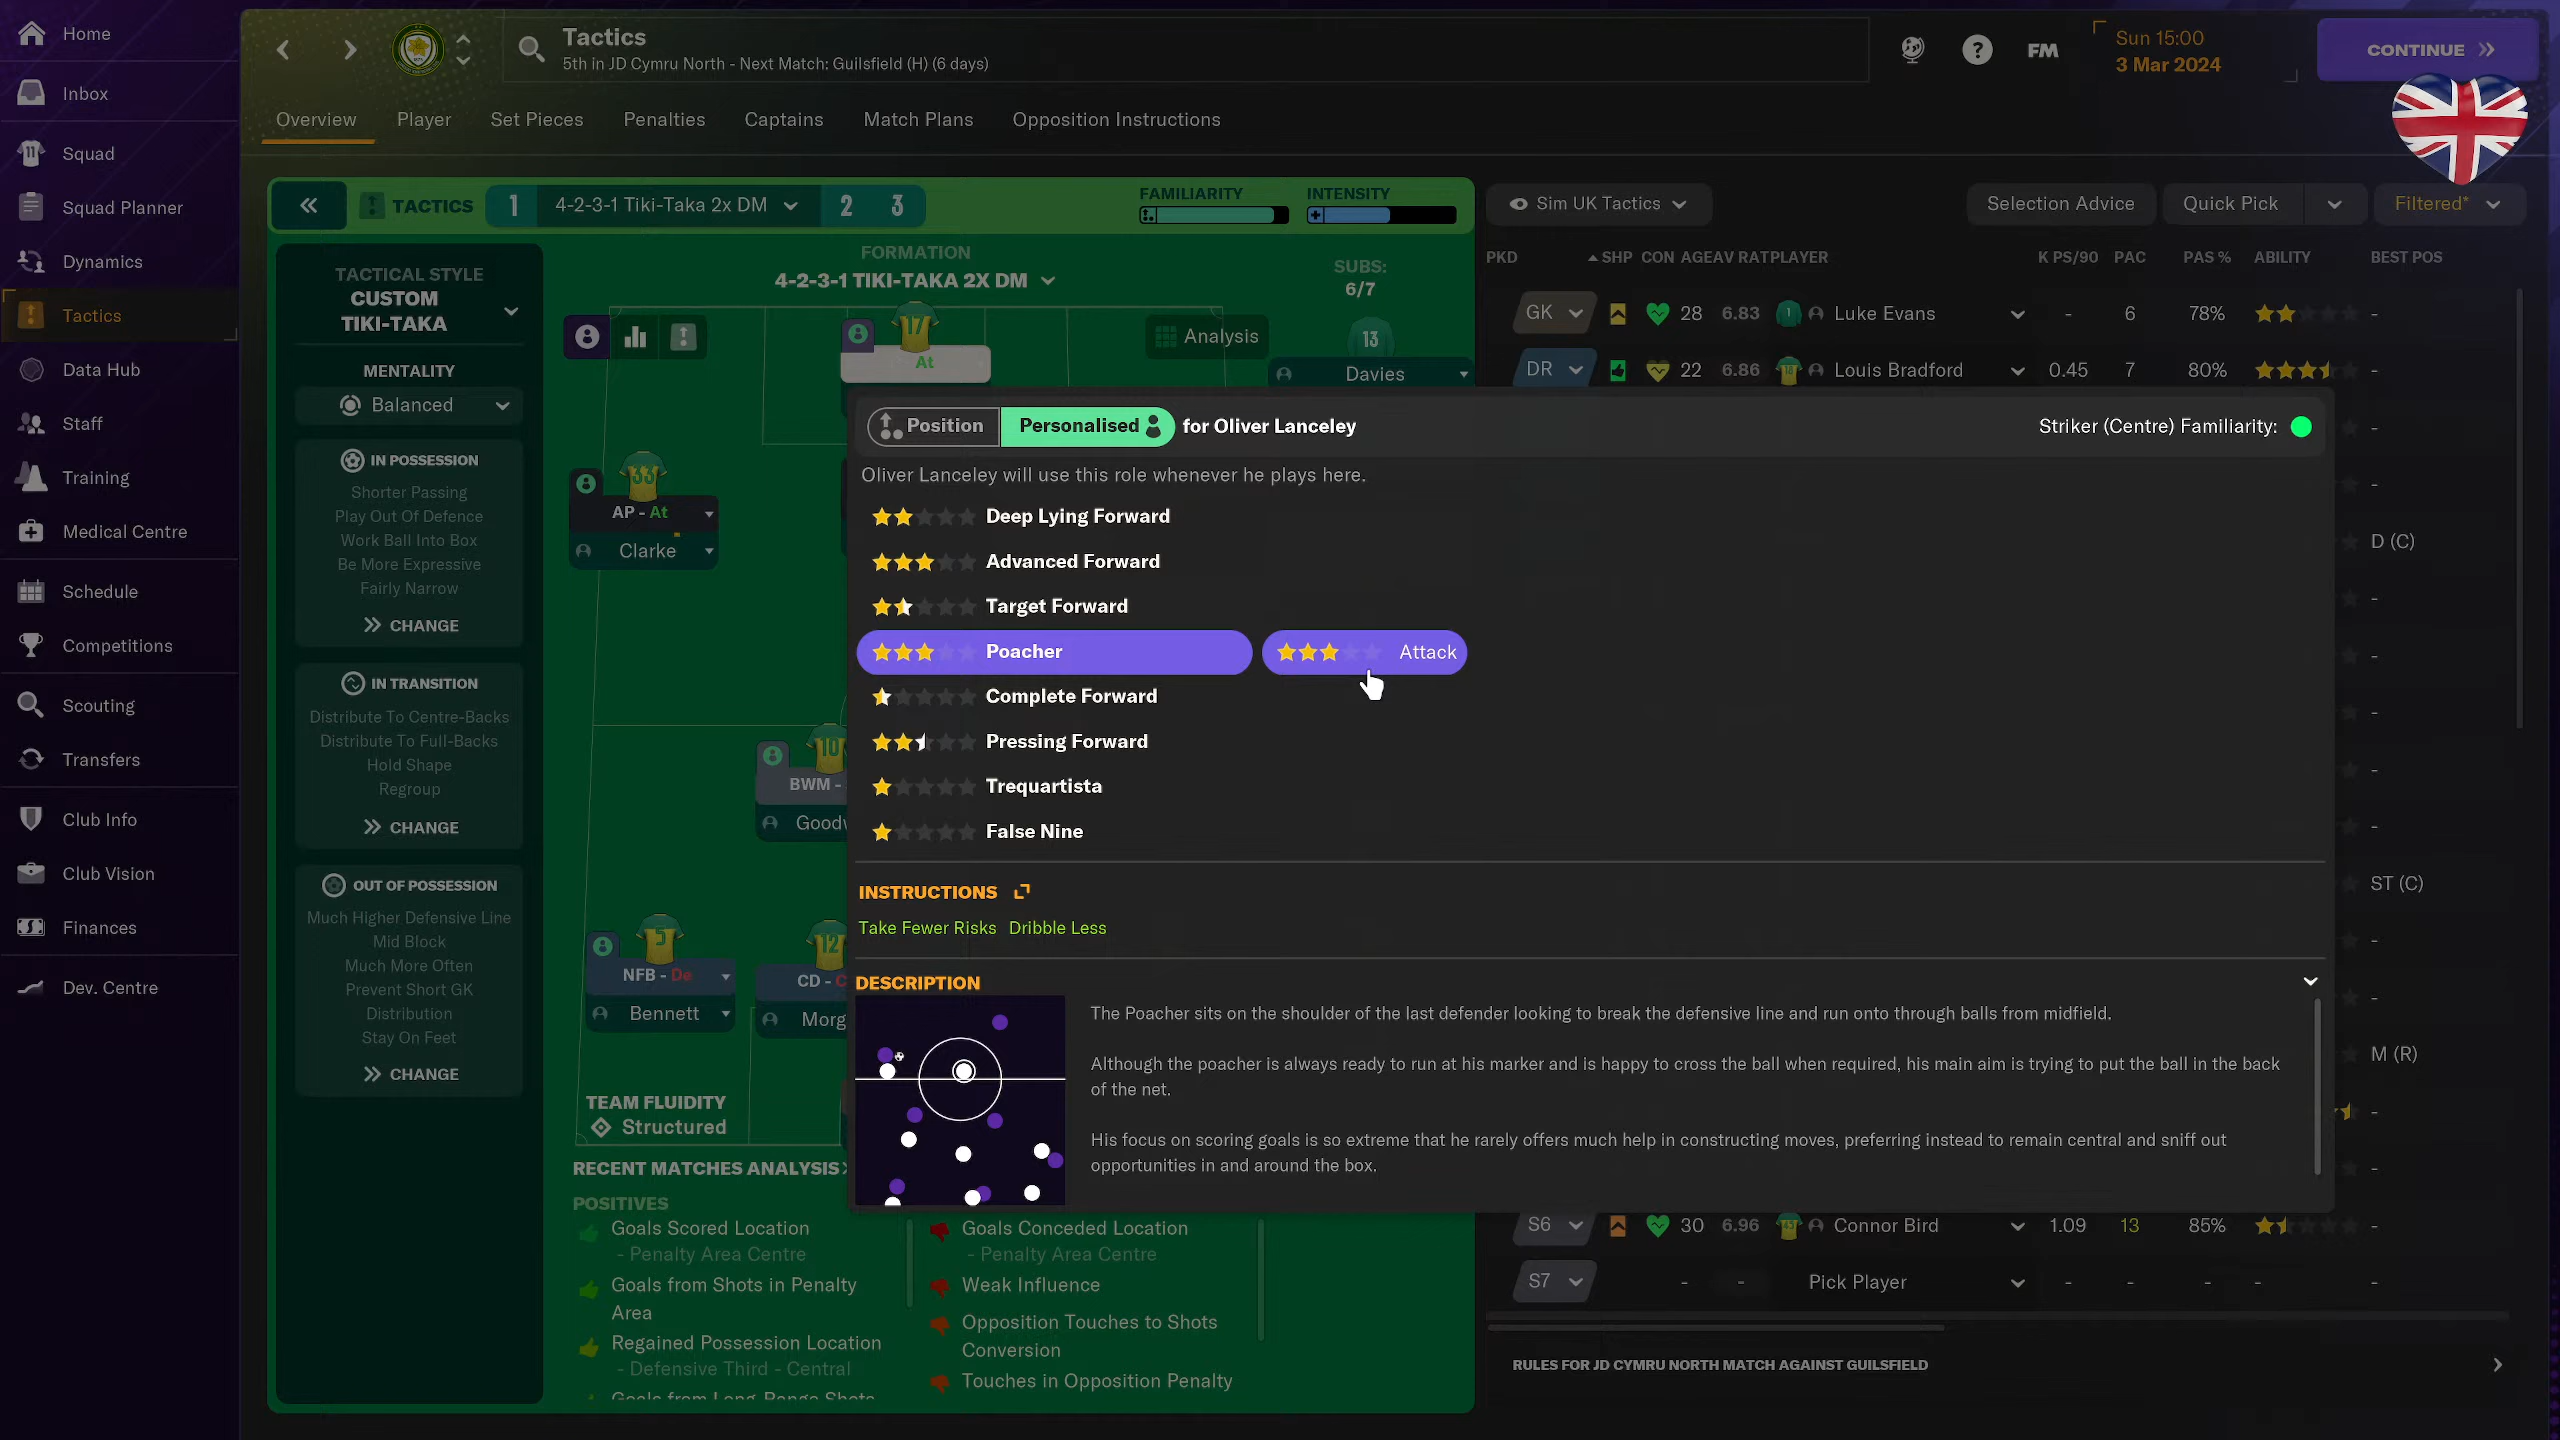 Home
Inbox
Squad
Squad Planner
Dynamics
Tactics
Data Hub
Staff
Training
Medical Centre
Schedule
Competitions
Scouting
Transfers
Club Info
Club Vision
Finances
Dev. Centre
Tactics
5th in JD Cymru North - Next Match: Guilsfield (H) (6 days)
FM
Sun 15:00
3 Mar 2024
CONTINUE
Overview
Player
Set Pieces
Penalties
Captains
Match Plans
Opposition Instructions
TACTICS
1
4-2-3-1 Tiki-Taka 2x DM
2
3
FAMILIARITY
INTENSITY
TACTICAL STYLE
CUSTOM
TIKI-TAKA
MENTALITY
Balanced
IN POSSESSION
Shorter Passing
Play Out Of Defence
Work Ball Into Box
Be More Expressive
Fairly Narrow
CHANGE
IN TRANSITION
Distribute To Centre-Backs
Distribute To Full-Backs
Hold Shape
Regroup
CHANGE
OUT OF POSSESSION
Much Higher Defensive Line
Mid Block
Much More Often
Prevent Short GK
Distribution
Stay On Feet
CHANGE
FORMATION
4-2-3-1 TIKI-TAKA 2X DM
SUBS:
6/7
17
At
Analysis
13
Davies
33
AP - At
Clarke
10
BWM -
Goodw
5
NFB - De
Bennett
12
CD -
Morg
TEAM FLUIDITY
Structured
RECENT MATCHES ANALYSIS
POSITIVES
Goals Scored Location
- Penalty Area Centre
Goals from Shots in Penalty
Area
Regained Possession Location
- Defensive Third - Central
Goals from Long-Range Shots
Goals Conceded Location
- Penalty Area Centre
Weak Influence
Opposition Touches to Shots
Conversion
Touches in Opposition Penalty
Position
Personalised
for Oliver Lanceley
Striker (Centre) Familiarity:
Oliver Lanceley will use this role whenever he plays here.
Deep Lying Forward
Advanced Forward
Target Forward
Poacher
Attack
Complete Forward
Pressing Forward
Trequartista
False Nine
INSTRUCTIONS
Take Fewer Risks Dribble Less
DESCRIPTION
The Poacher sits on the shoulder of the last defender looking to break the defensive line and run onto through balls from midfield.
Although the poacher is always ready to run at his marker and is happy to cross the ball when required, his main aim is trying to put the ball in the back
of the net.
His focus on scoring goals is so extreme that he rarely offers much help in constructing moves, preferring instead to remain central and sniff out
opportunities in and around the box.
Sim UK Tactics
Selection Advice
Quick Pick
Filtered*
PKD SHP CON AGE AV RAT PLAYER K PS/90 PAC PAS % ABILITY BEST POS
GK 28 6.83 1 Luke Evans - 6 78% -
DR 22 6.86 Louis Bradford 0.45 7 80% -
-
-
D (C)
-
-
-
-
-
ST (C)
-
-
M (R)
-
-
S6 30 6.96 Connor Bird 1.09 13 85% -
S7 - - Pick Player - - - - -
RULES FOR JD CYMRU NORTH MATCH AGAINST GUILSFIELD